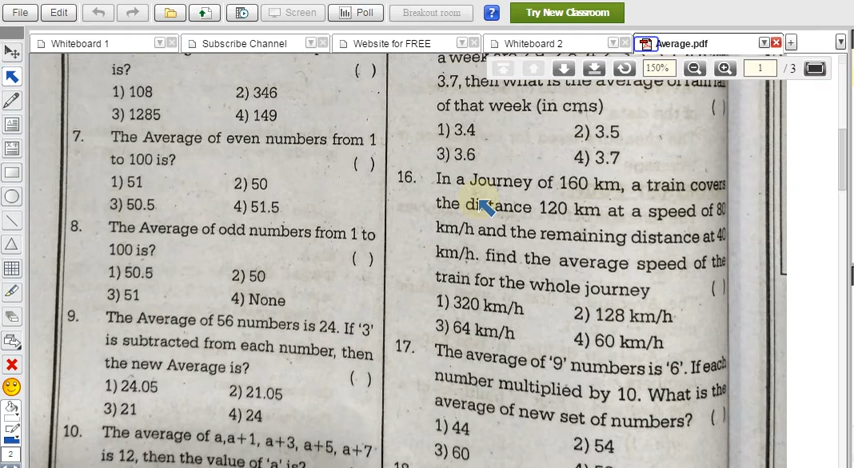 File
Edit
Screen
Poll
Breakout room
?
Try New Classroom
Whiteboard 1
Subscribe Channel
Website for FREE
Whiteboard 2
Average.pdf
150%
1 / 3
is? ( )
1) 108 2) 346
3) 1285 4) 149
7. The Average of even numbers from 1
to 100 is? ( )
1) 51 2) 50
3) 50.5 4) 51.5
8. The Average of odd numbers from 1 to
100 is? ( )
1) 50.5 2) 50
3) 51 4) None
9. The Average of 56 numbers is 24. If '3'
is subtracted from each number, then
the new Average is? ( )
1) 24.05 2) 21.05
3) 21 4) 24
10. The average of a,a+1, a+3, a+5, a+7
is 12, then the value of 'a' is?
a week
3.7, then what is the average of
of that week (in cms) ( )
1) 3.4 2) 3.5
3) 3.6 4) 3.7
16. In a Journey of 160 km, a train covers
the distance 120 km at a speed of 80
km/h and the remaining distance at 40
km/h. find the average speed of the
train for the whole journey ( )
1) 320 km/h 2) 128 km/h
3) 64 km/h 4) 60 km/h
17. The average of '9' numbers is '6'. If each
number multiplied by 10. What is the
average of new set of numbers? ( )
1) 44 2) 54
3) 60
2